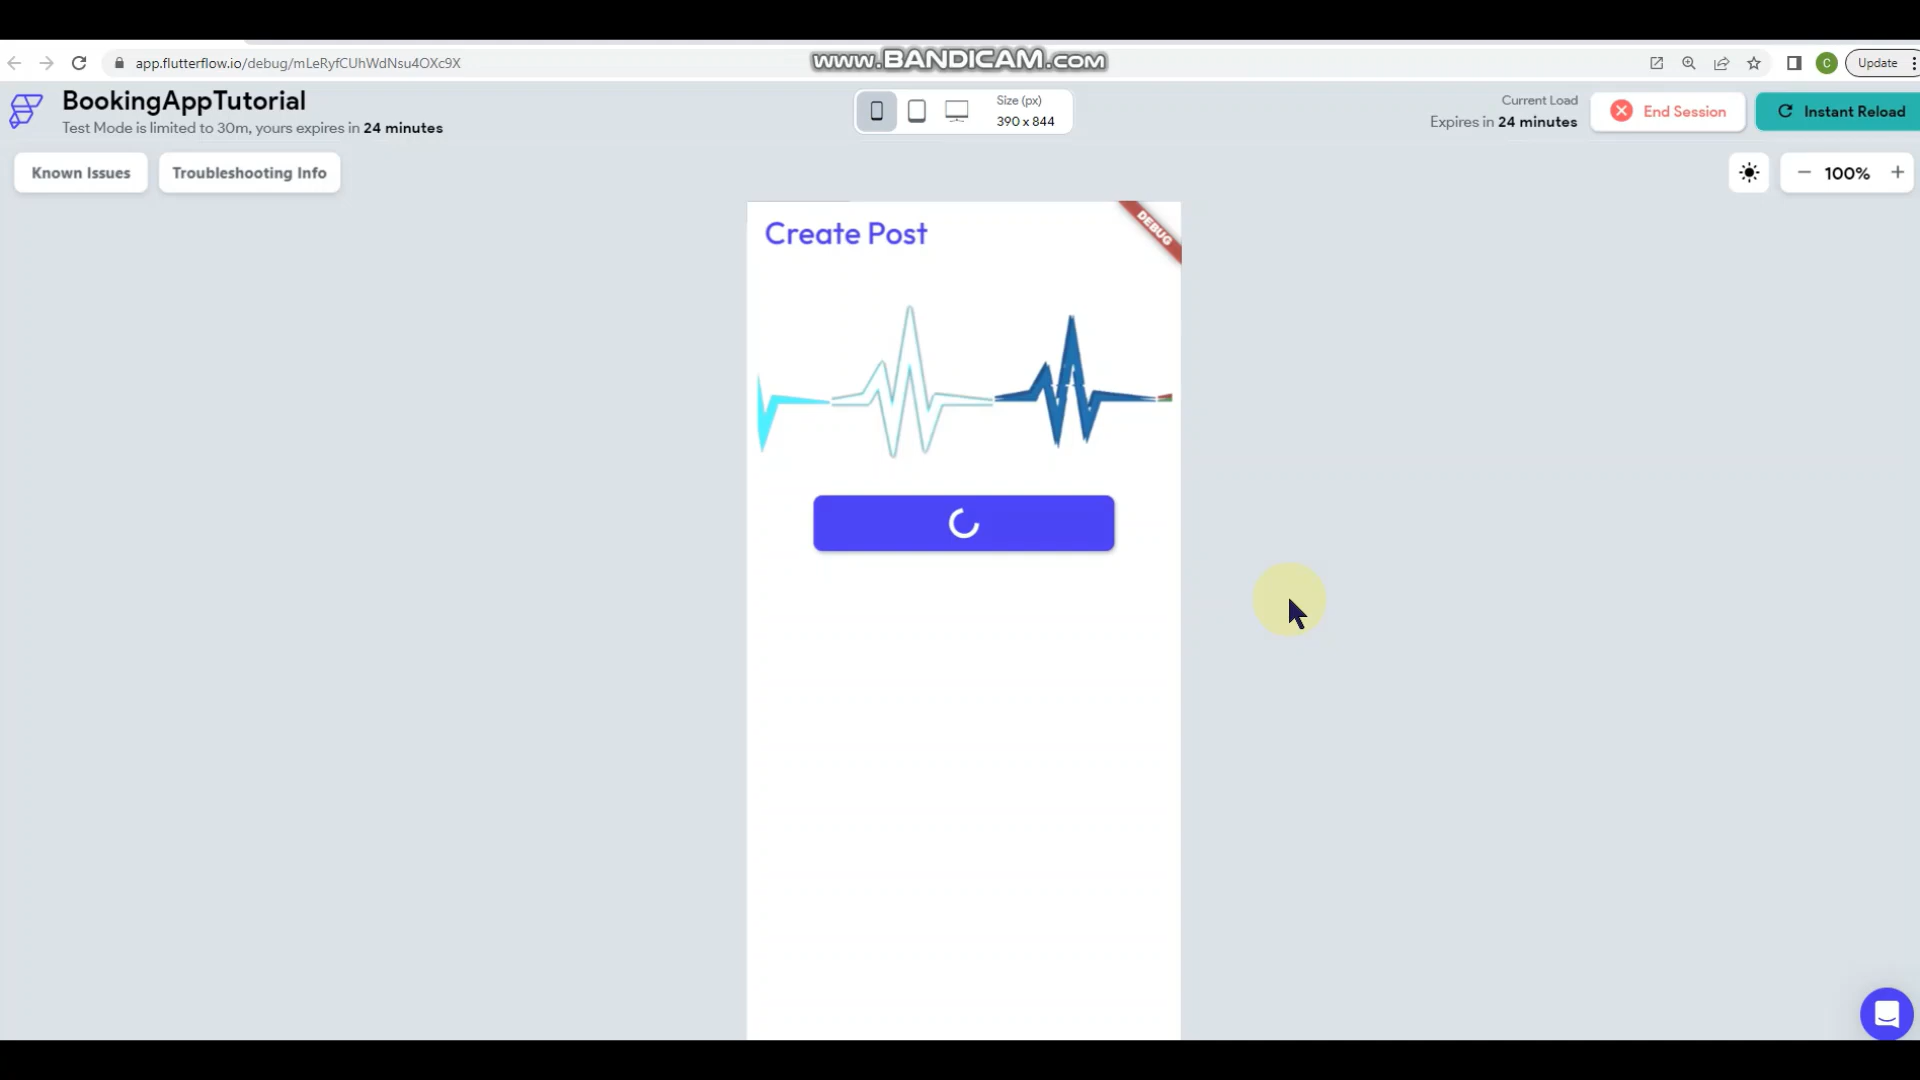 www.BANDICAM.com
app.flutterflow.io/debug/mLeRyfCUhWdNsu4OXc9X
C
Update
BookingAppTutorial
Test Mode is limited to 30m, yours expires in 24 minutes
Size (px)
390 x 844
Current Load
Expires in 24 minutes
End Session
Instant Reload
Known Issues
Troubleshooting Info
100%
Create Post
DEBUG